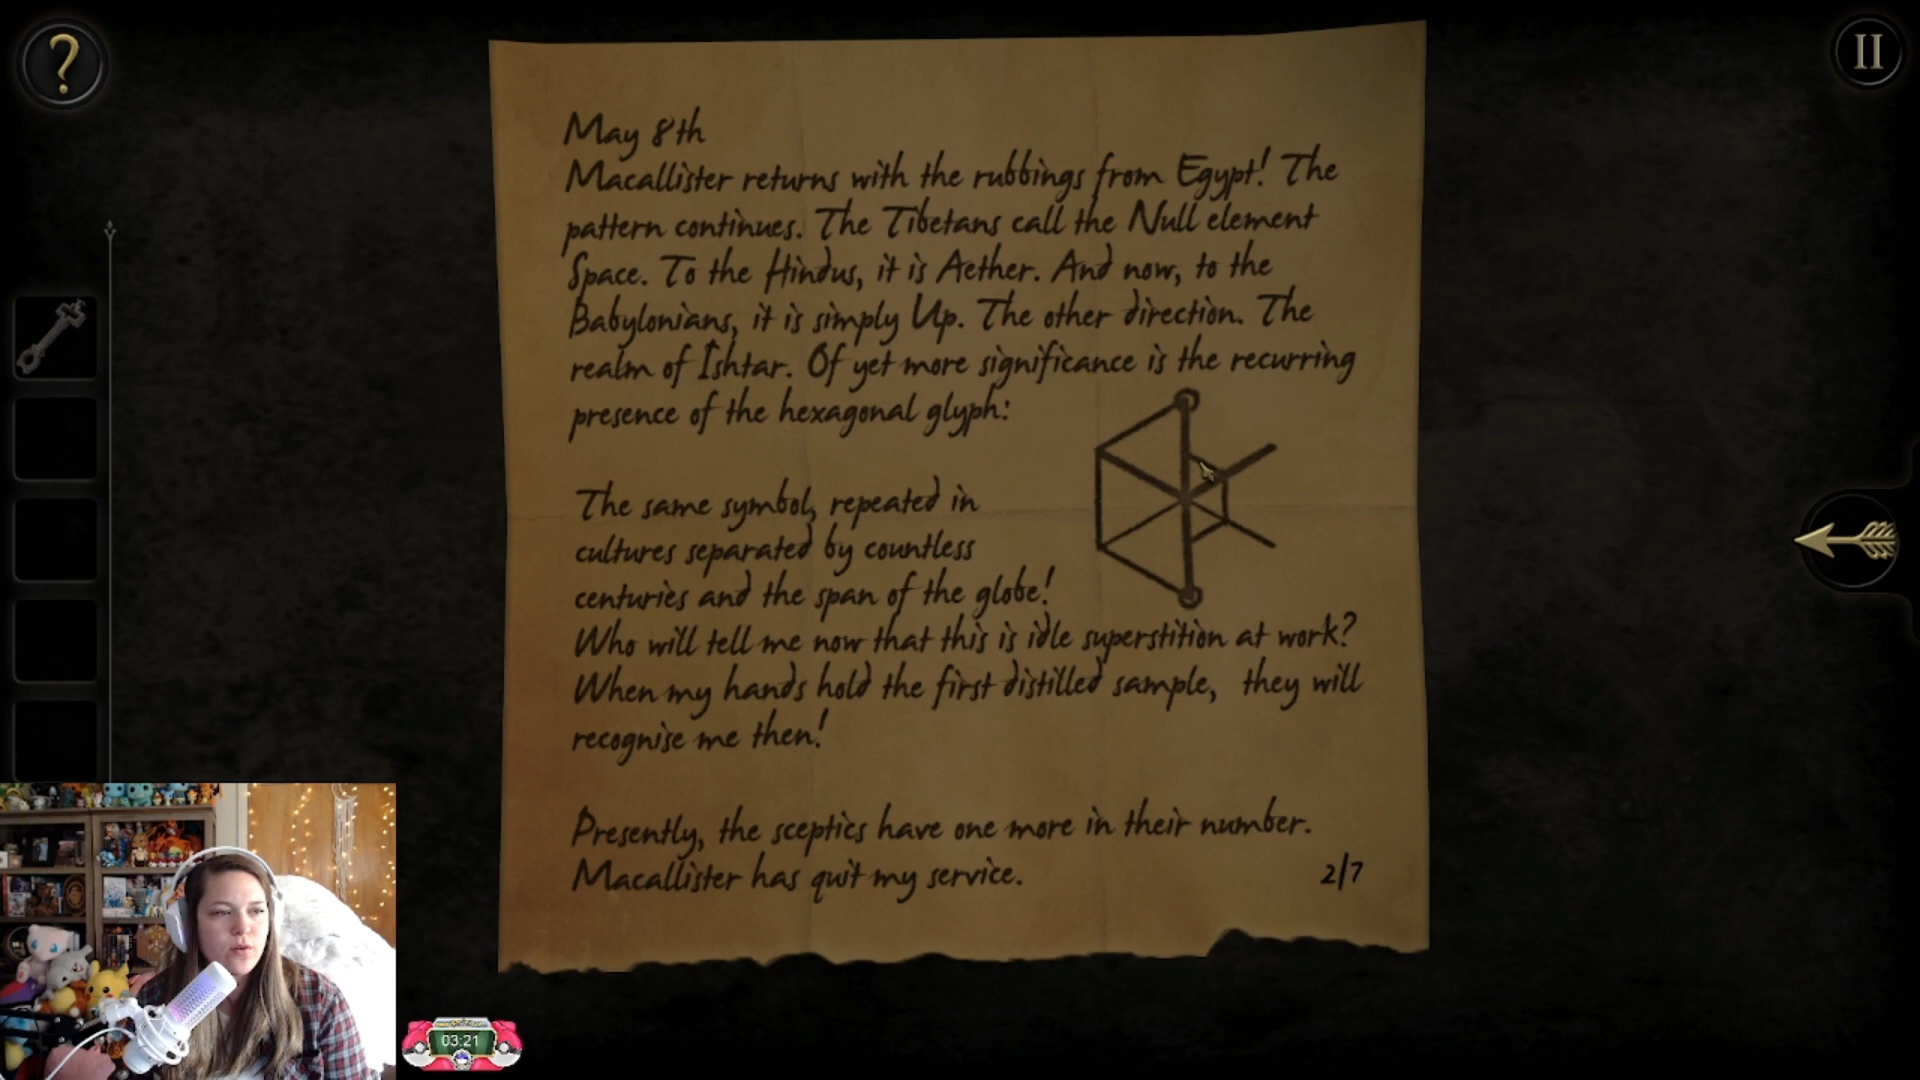 May 8th
Macallister returns with the rubbings from Egypt! The
pattern continues. The Tibetans call the Null element
Space. To the Hindus, it is Aether. And now, to the
Babylonians, it is simply Up. The other direction. The
realm of Ishtar. Of yet more significance is the recurring
presence of the hexagonal glyph:
The same symbol, repeated in
cultures separated by countless
centuries and the span of the globe!
Who will tell me now that this is idle superstition at work?
When my hands hold the first distilled sample, they will
recognise me then!
Presently, the sceptics have one more in their number.
Macallister has quit my service.
2/7
?
II
03:21